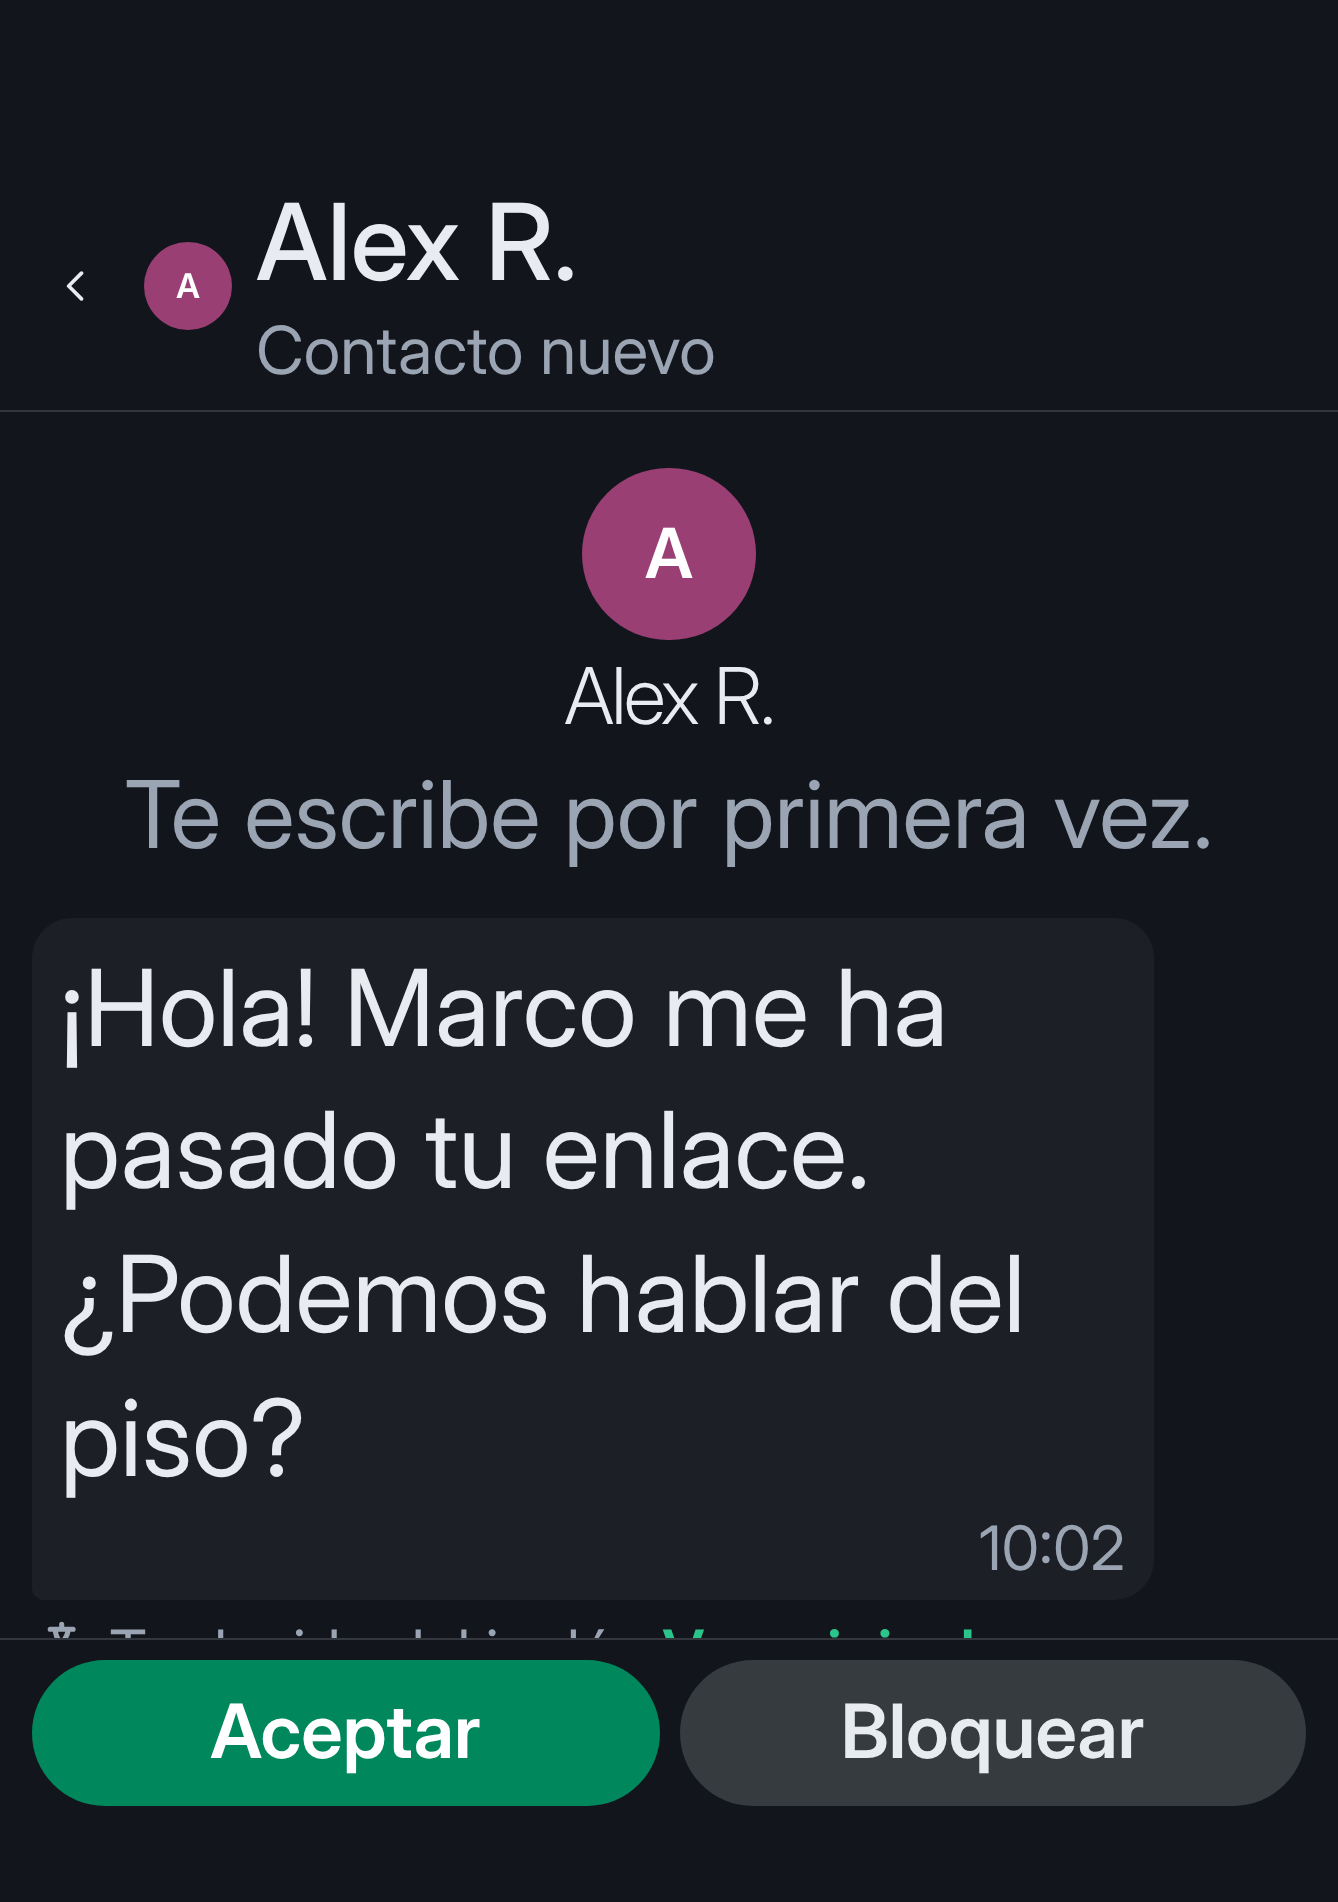 Alex R.
A
Contacto nuevo
A
Alex R.
Te escribe por primera vez.
¡Hola! Marco me ha
pasado tu enlace.
¿Podemos hablar del
piso?
10:02
Aceptar
Bloquear